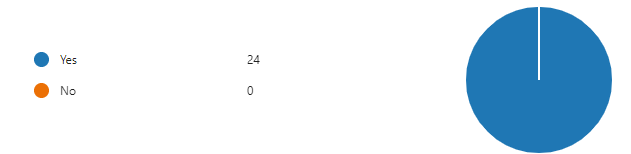 Yes 24
No 0